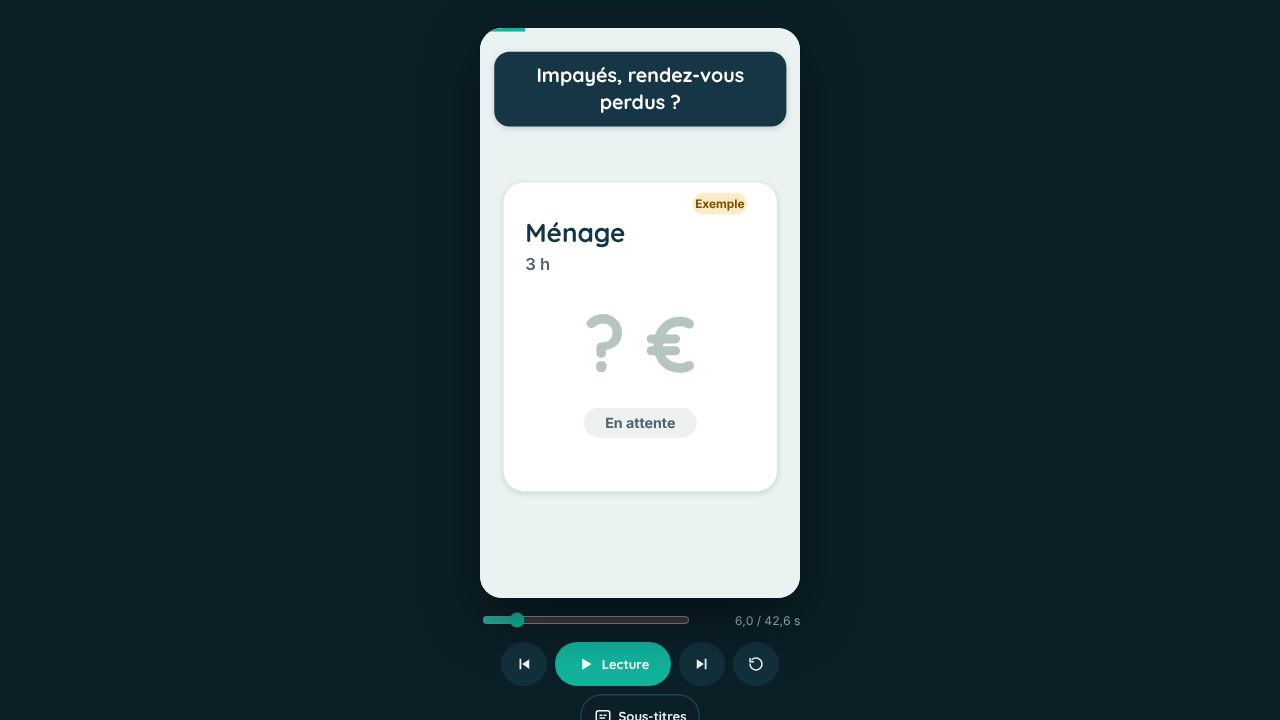 Impayés, rendez-vous
perdus ?
Exemple
Ménage
3 h
? €
En attente
6,0 / 42,6 s
Lecture
Sous-titres